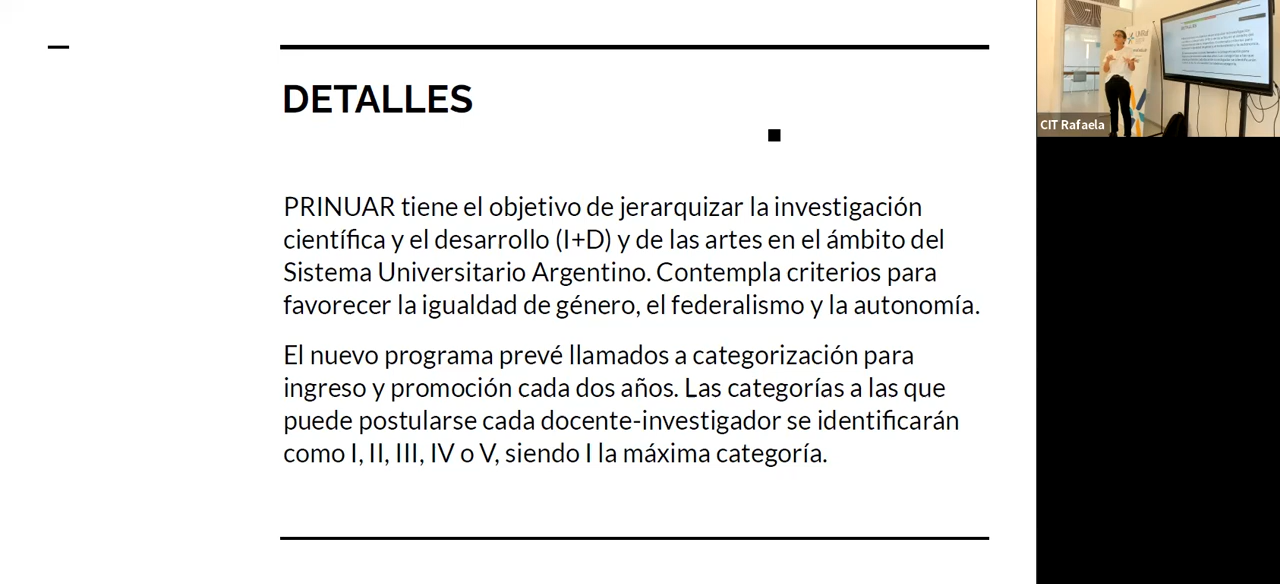 DETALLES
PRINUAR tiene el objetivo de jerarquizar la investigación
científica y el desarrollo (I+D) y de las artes en el ámbito del
Sistema Universitario Argentino. Contempla criterios para
favorecer la igualdad de género, el federalismo y la autonomía.
El nuevo programa prevé llamados a categorización para
ingreso y promoción cada dos años. Las categorías a las que
puede postularse cada docente-investigador se identificarán
como I, II, III, IV o V, siendo I la máxima categoría.
CIT Rafaela